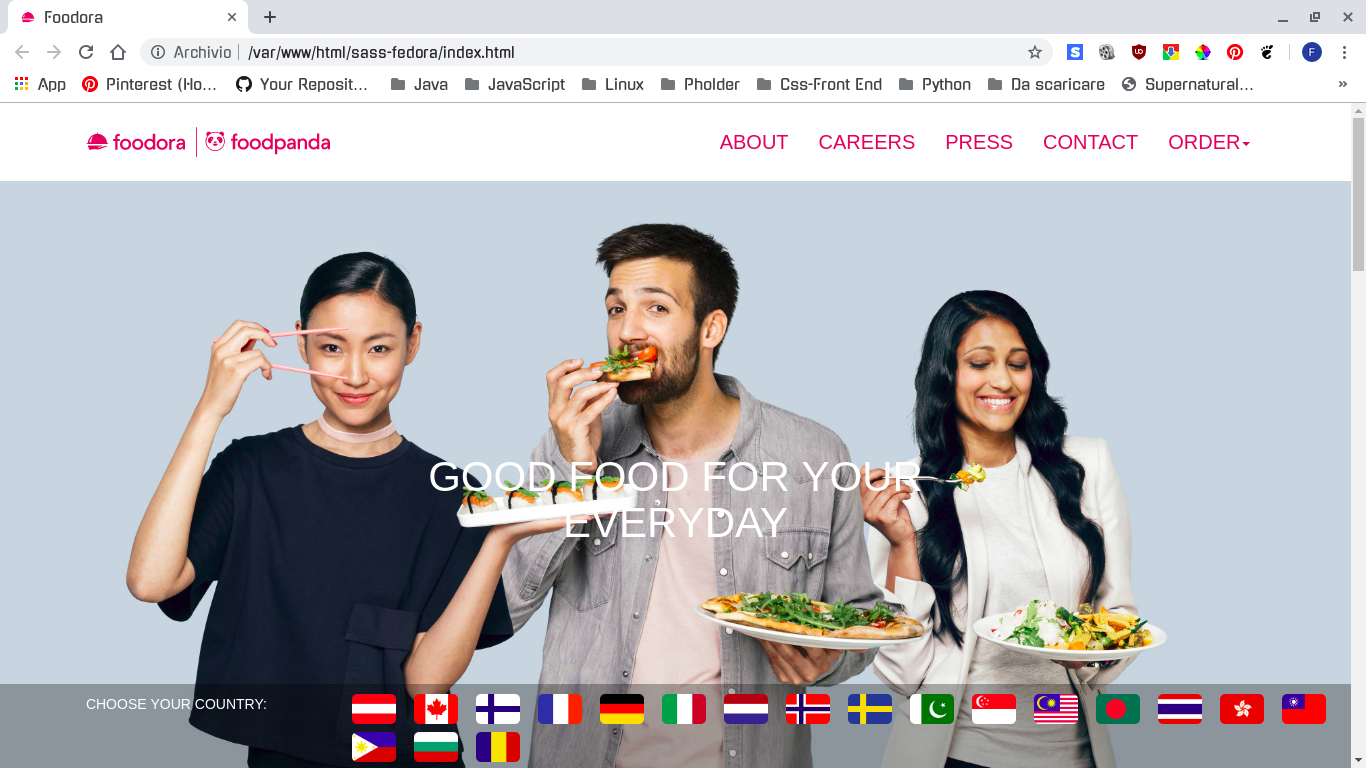 Foodora
Archivio | /var/www/html/sass-fedora/index.html
App Pinterest (Ho... Your Reposit... Java JavaScript Linux Pholder Css-Front End Python Da scaricare Supernatural... »
foodora | foodpanda ABOUT CAREERS PRESS CONTACT ORDER
GOOD FOOD FOR YOUR
EVERYDAY
CHOOSE YOUR COUNTRY: